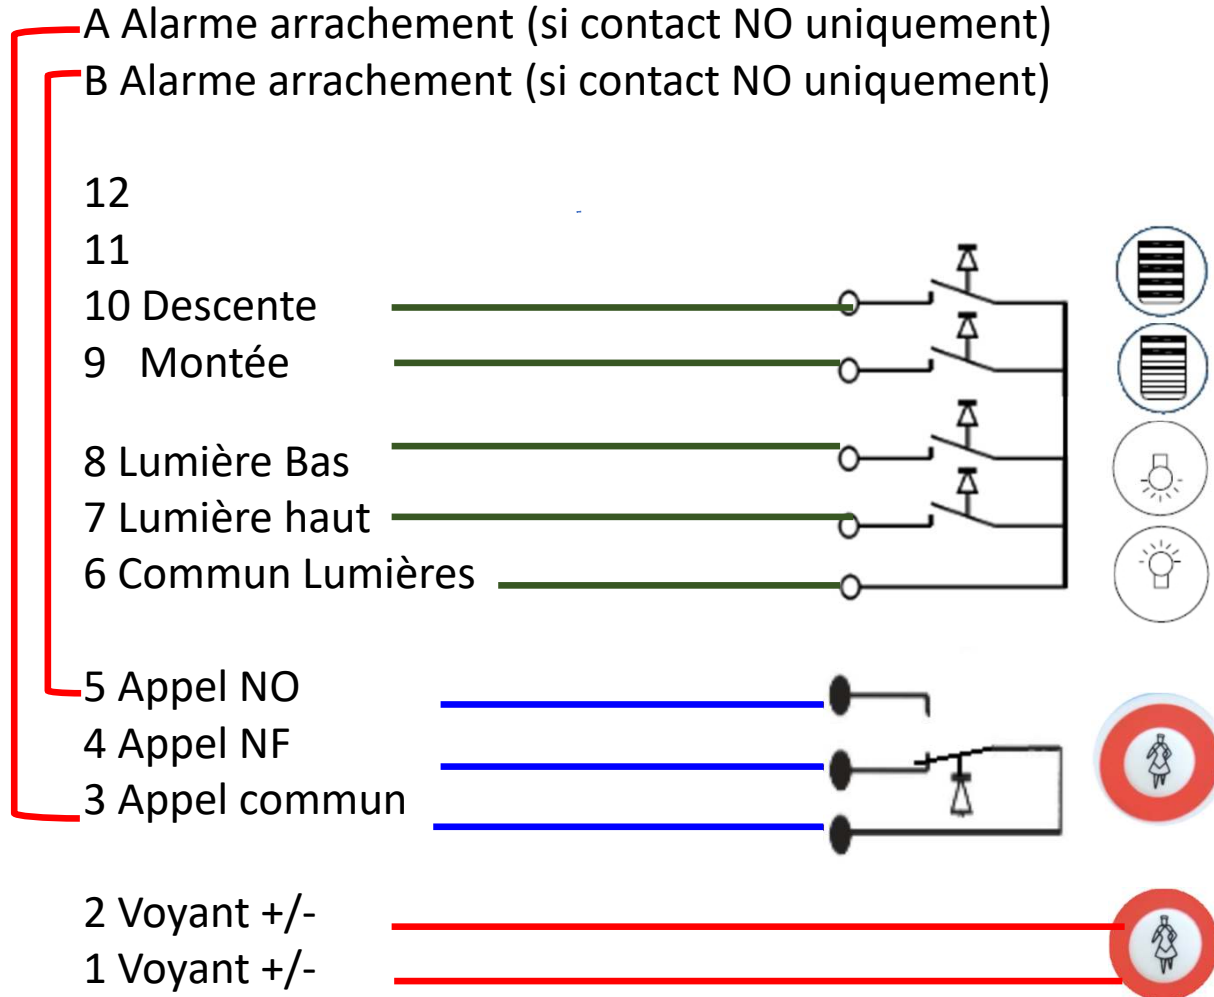 A Alarme arrachement (si contact NO uniquement)
B Alarme arrachement (si contact NO uniquement)
12
11
10 Descente
9 Montée
8 Lumière Bas
7 Lumière haut
6 Commun Lumières
5 Appel NO
4 Appel NF
3 Appel commun
2 Voyant +/-
1 Voyant +/-